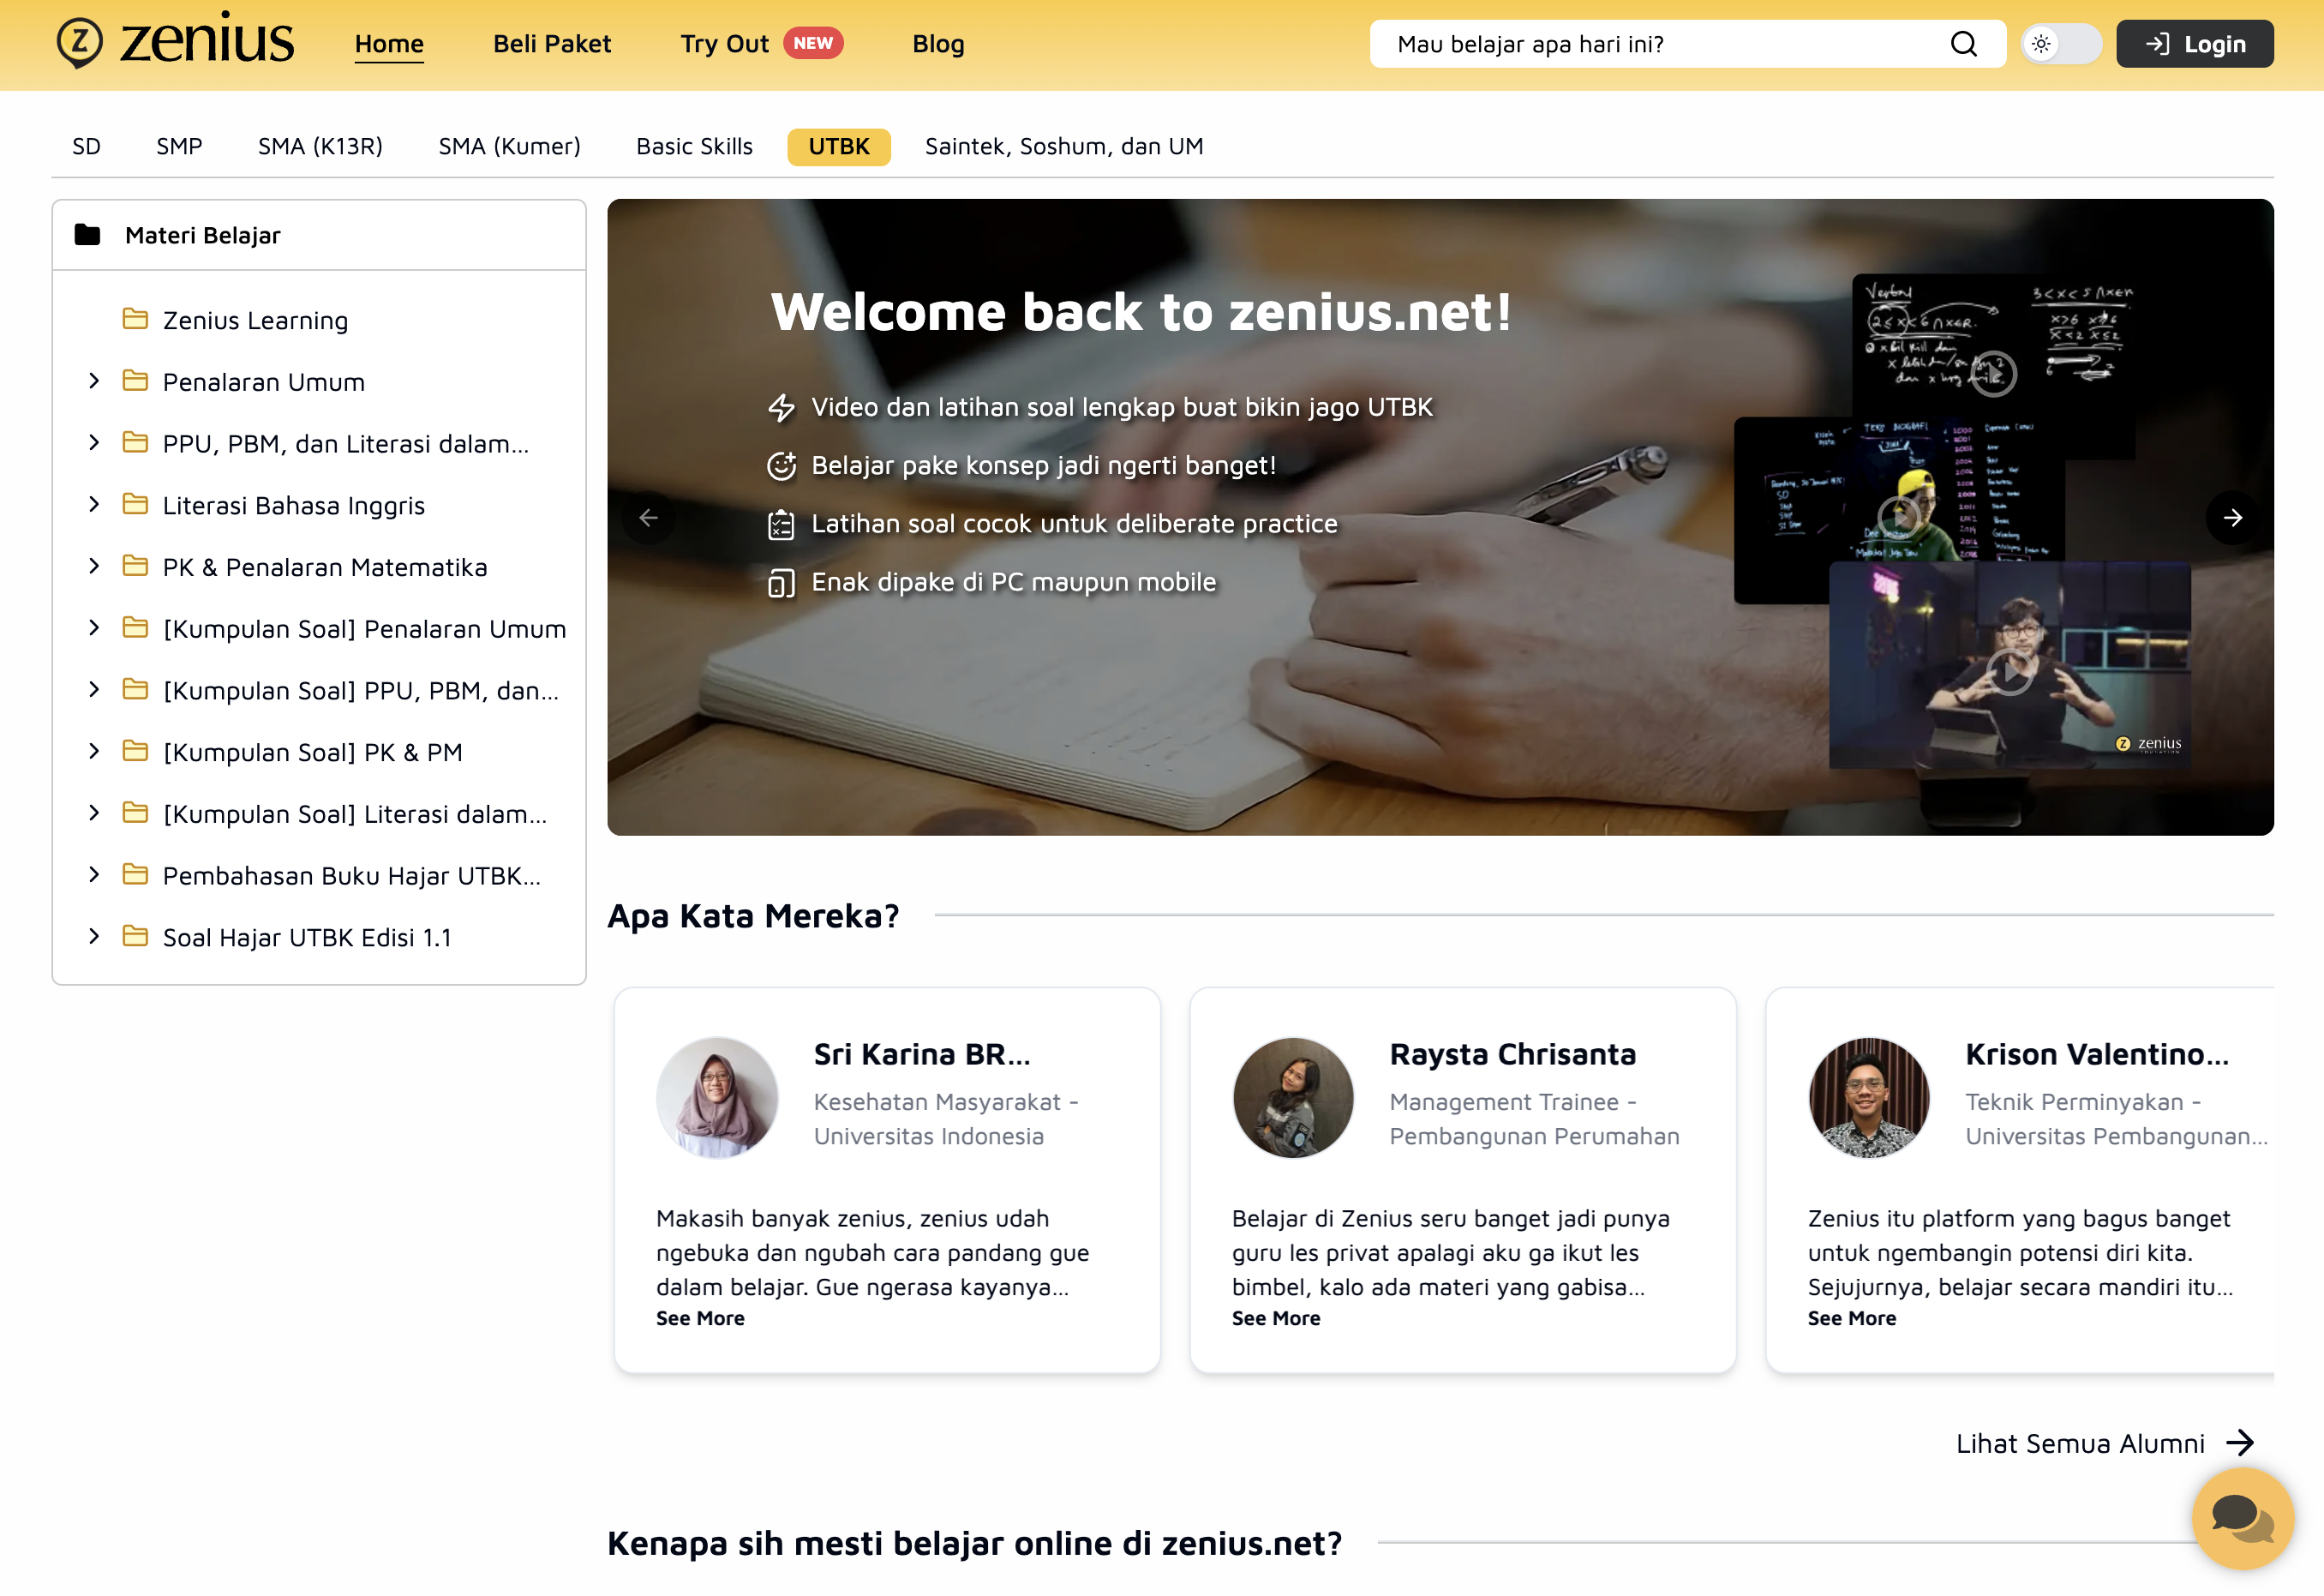 zenius
Home
Beli Paket
Try Out NEW
Blog
Mau belajar apa hari ini?
Login
SD
SMP
SMA (K13R)
SMA (Kumer)
Basic Skills
UTBK
Saintek, Soshum, dan UM
Materi Belajar
Zenius Learning
Penalaran Umum
PPU, PBM, dan Literasi dalam...
Literasi Bahasa Inggris
PK & Penalaran Matematika
[Kumpulan Soal] Penalaran Umum
[Kumpulan Soal] PPU, PBM, dan...
[Kumpulan Soal] PK & PM
[Kumpulan Soal] Literasi dalam...
Pembahasan Buku Hajar UTBK...
Soal Hajar UTBK Edisi 1.1
Welcome back to zenius.net!
Video dan latihan soal lengkap buat bikin jago UTBK
Belajar pake konsep jadi ngerti banget!
Latihan soal cocok untuk deliberate practice
Enak dipake di PC maupun mobile
Verbal
zenius
Apa Kata Mereka?
Sri Karina BR...
Kesehatan Masyarakat -
Universitas Indonesia
Makasih banyak zenius, zenius udah
ngebuka dan ngubah cara pandang gue
dalam belajar. Gue ngerasa kayanya...
See More
Raysta Chrisanta
Management Trainee -
Pembangunan Perumahan
Belajar di Zenius seru banget jadi punya
guru les privat apalagi aku ga ikut les
bimbel, kalo ada materi yang gabisa...
See More
Krison Valentino...
Teknik Perminyakan -
Universitas Pembangunan...
Zenius itu platform yang bagus banget
untuk ngembangin potensi diri kita.
Sejujurnya, belajar secara mandiri itu...
See More
Lihat Semua Alumni
Kenapa sih mesti belajar online di zenius.net?